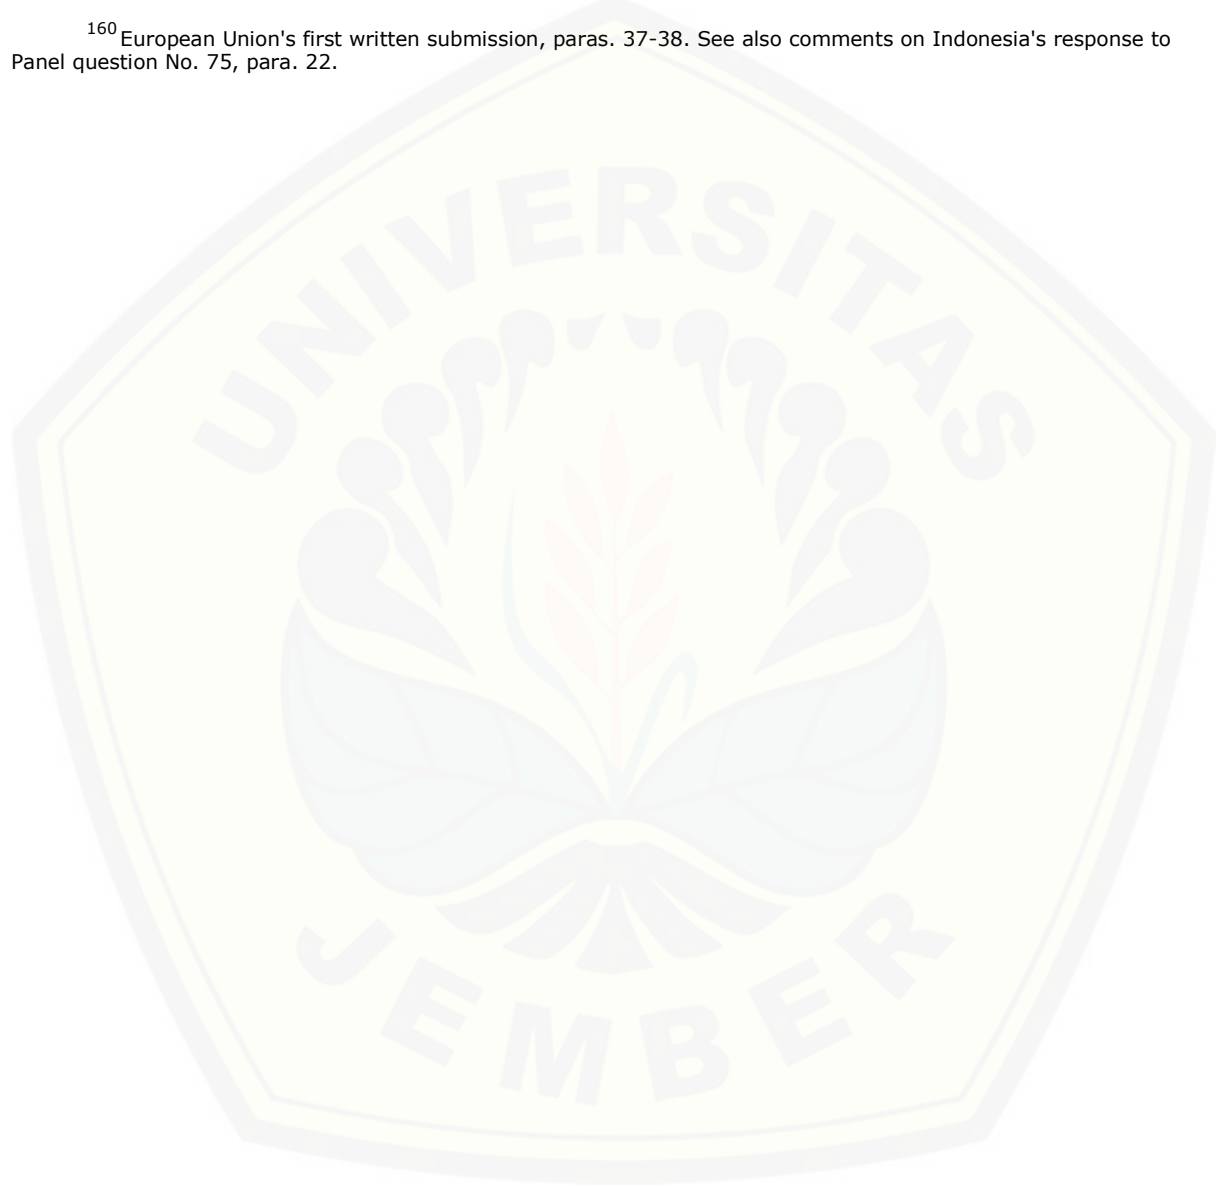 160 European Union's first written submission, paras. 37-38. See also comments on Indonesia's response to
Panel question No. 75, para. 22.
UNIVERSITAS
JEMBER